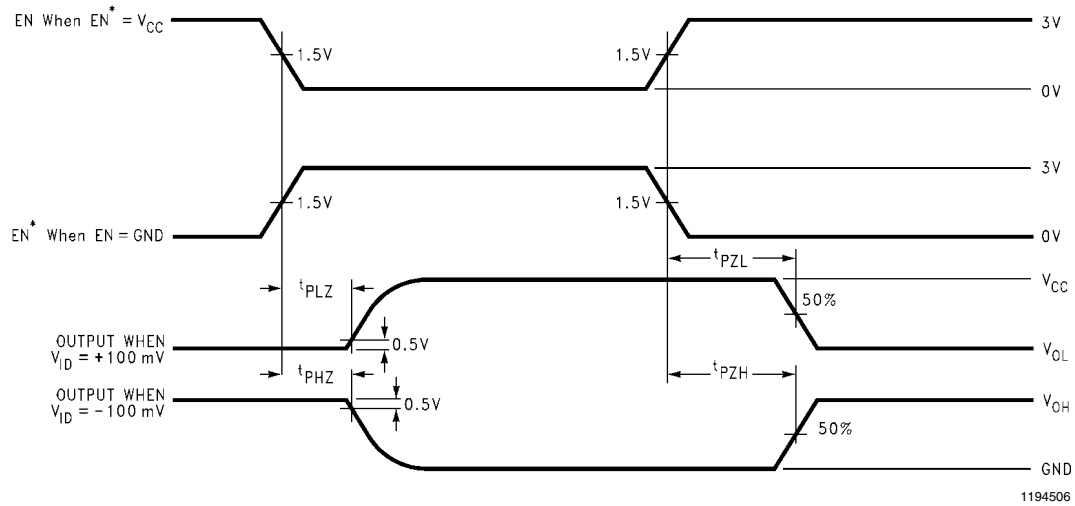 EN When EN* = VCC
3V
1.5V
1.5V
0V
3V
1.5V
1.5V
EN* When EN = GND
0V
tPZL
VCC
tPLZ
50%
OUTPUT WHEN
VID = +100 mV
0.5V
VOL
tPHZ
tPZH
OUTPUT WHEN
VID = −100 mV
0.5V
VOH
50%
GND
1194506